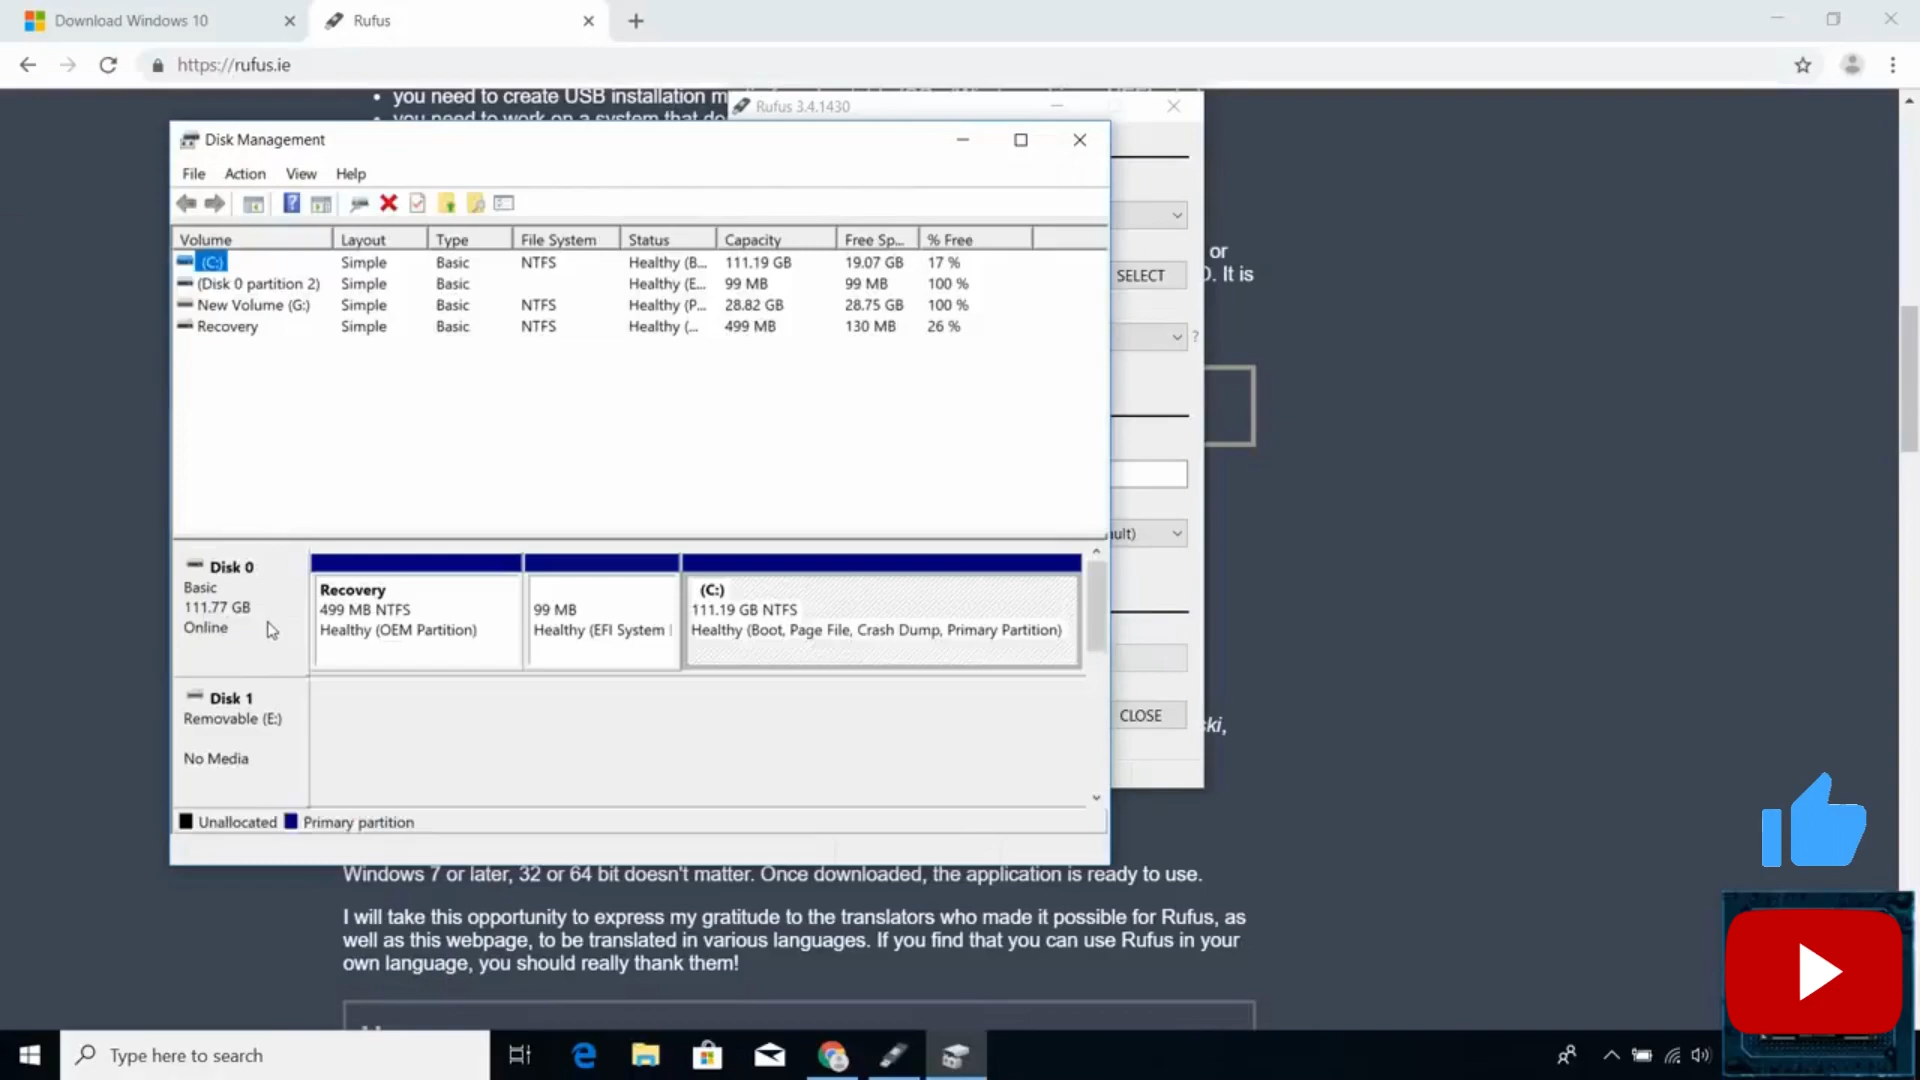 Download Windows 10
Rufus
https://rufus.ie
you need to create USB installation m
Rufus 3.4.1430
you need to work on a system that do
Disk Management
File Action View Help
Volume Layout Type File System Status Capacity Free Sp... % Free
(C:) Simple Basic NTFS Healthy (B... 111.19 GB 19.07 GB 17 %
(Disk 0 partition 2) Simple Basic Healthy (E... 99 MB 99 MB 100 %
New Volume (G:) Simple Basic NTFS Healthy (P... 28.82 GB 28.75 GB 100 %
Recovery Simple Basic NTFS Healthy (... 499 MB 130 MB 26 %
or
SELECT
. It is
?
ult)
CLOSE
ki,
Disk 0
Basic
111.77 GB
Online
Recovery
499 MB NTFS
Healthy (OEM Partition)
99 MB
Healthy (EFI System
(C:)
111.19 GB NTFS
Healthy (Boot, Page File, Crash Dump, Primary Partition)
Disk 1
Removable (E:)
No Media
Unallocated Primary partition
Windows 7 or later, 32 or 64 bit doesn't matter. Once downloaded, the application is ready to use.
I will take this opportunity to express my gratitude to the translators who made it possible for Rufus, as
well as this webpage, to be translated in various languages. If you find that you can use Rufus in your
own language, you should really thank them!
Type here to search